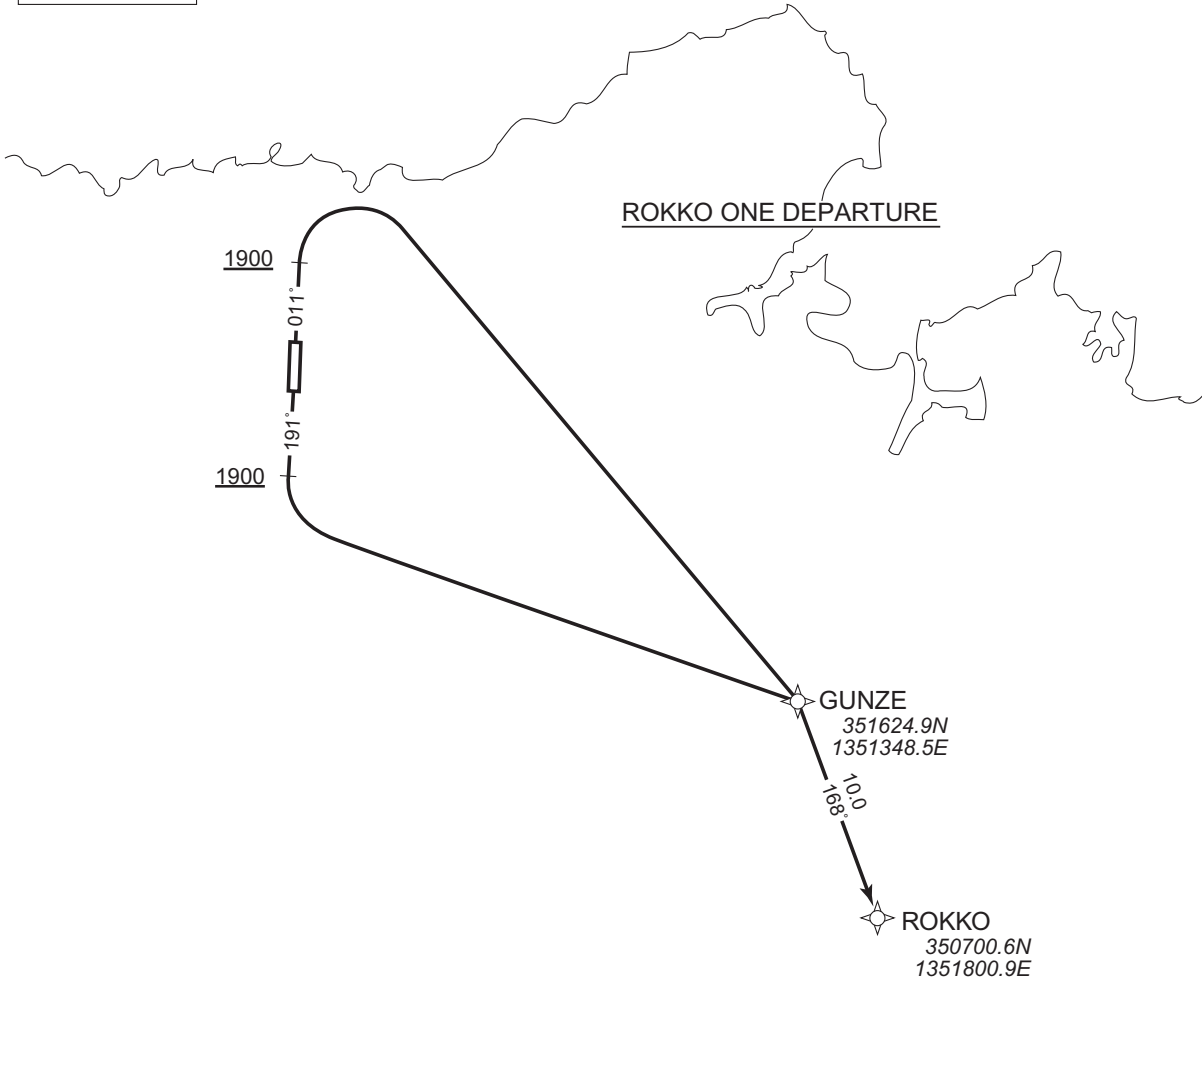 ROKKO ONE DEPARTURE
1900
011°
191°
1900
GUNZE
351624.9N
1351348.5E
10.0
168°
ROKKO
350700.6N
1351800.9E